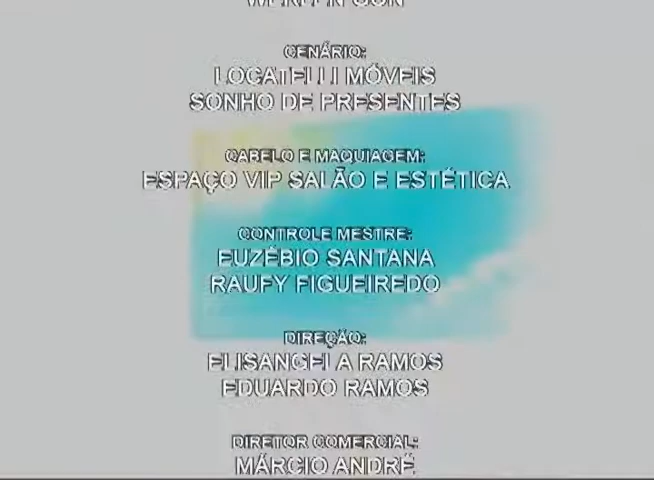 CENÁRIO:
LOCATELLI MÓVEIS
SONHO DE PRESENTES
CABELO E MAQUIAGEM:
ESPAÇO VIP SALÃO E ESTÉTICA
CONTROLE MESTRE:
EUZÉBIO SANTANA
RAUFY FIGUEIREDO
DIREÇÃO:
ELISANGELA RAMOS
EDUARDO RAMOS
DIRETOR COMERCIAL:
MÁRCIO ANDRÉ